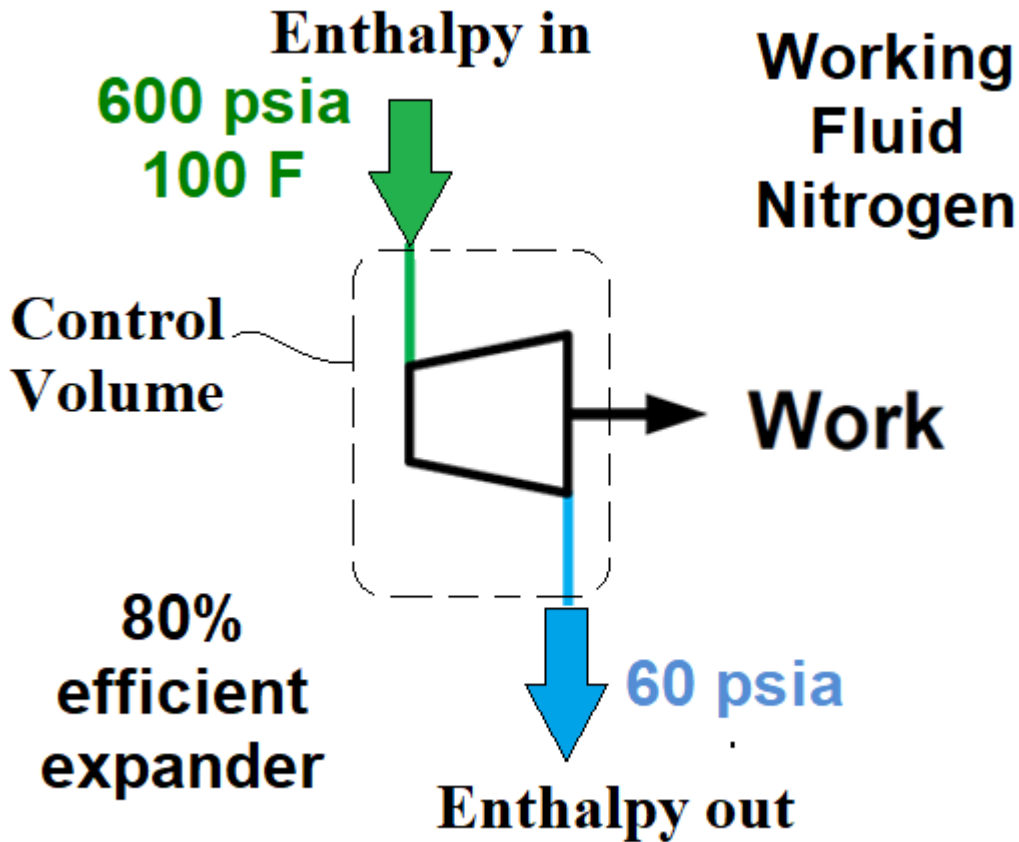 Enthalpy in
600 psia
100 F
Working
Fluid
Nitrogen
Control
Volume
Work
80%
efficient
expander
60 psia
Enthalpy out